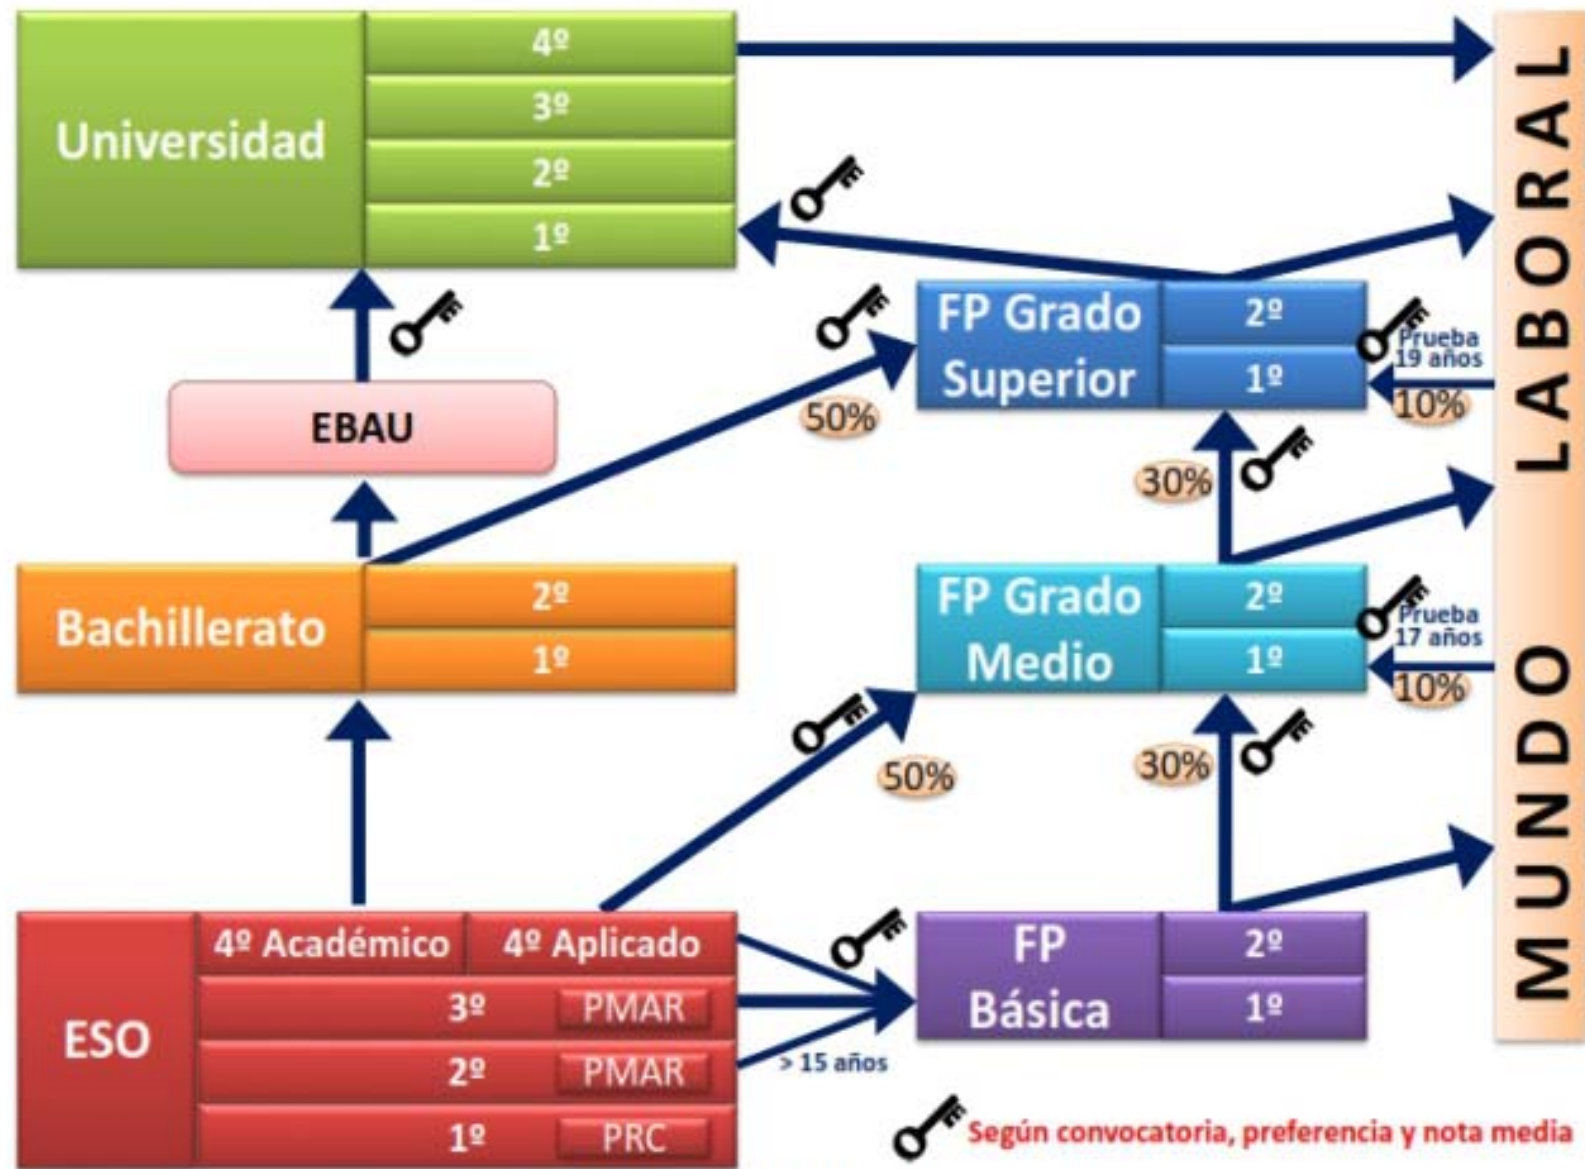 Universidad
4º
3º
2º
1º
EBAU
FP Grado
Superior
2º
1º
Prueba
19 años
10%
50%
30%
Bachillerato
2º
1º
FP Grado
Medio
2º
1º
Prueba
17 años
10%
50%
30%
ESO
4º Académico
4º Aplicado
3º
PMAR
2º
PMAR
1º
PRC
> 15 años
FP
Básica
2º
1º
MUNDO LABORAL
Según convocatoria, preferencia y nota media